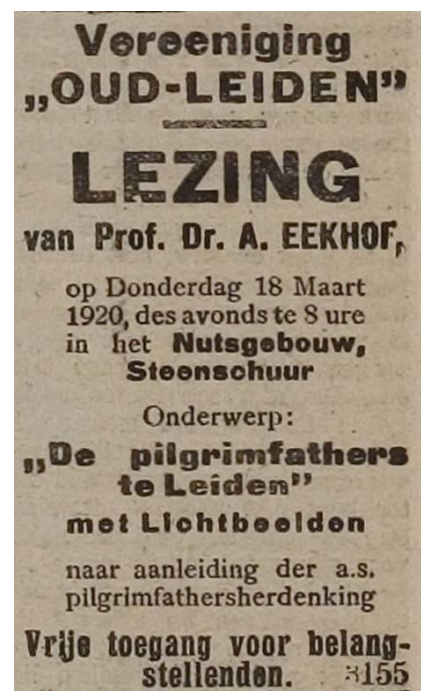 Vereeniging
„OUD-LEIDEN”
LEZING
van Prof. Dr. A. EEKHOF,
op Donderdag 18 Maart
1920, des avonds te 8 ure
in het Nutsgebouw,
Steenschuur
Onderwerp:
„De pilgrimfathers
te Leiden”
met Lichtbeelden
naar aanleiding der a.s.
pilgrimfathersherdenking
Vrije toegang voor belang-
stellenden. 3155